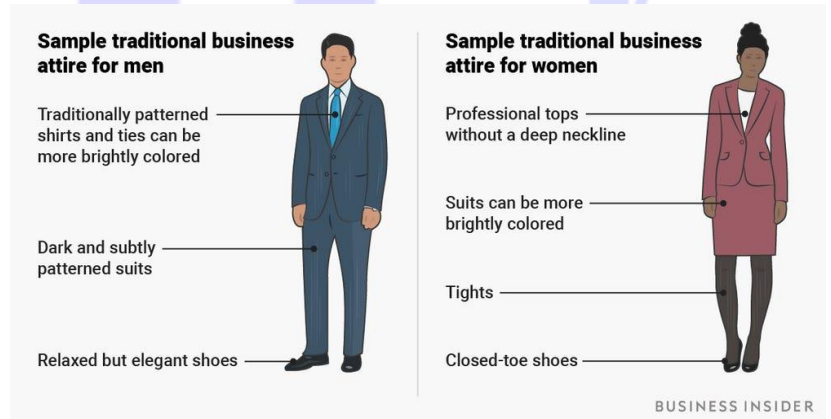 Sample traditional business
attire for men
Traditionally patterned
shirts and ties can be
more brightly colored
Dark and subtly
patterned suits
Relaxed but elegant shoes
Sample traditional business
attire for women
Professional tops
without a deep neckline
Suits can be more
brightly colored
Tights
Closed-toe shoes
BUSINESS INSIDER